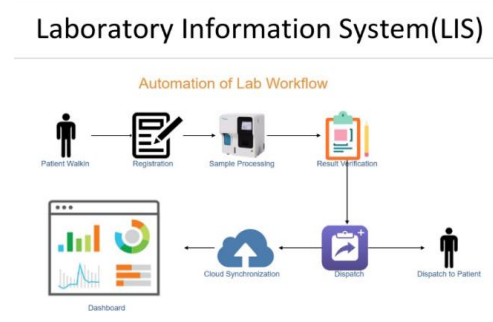 Laboratory Information System(LIS)
Automation of Lab Workflow
Patient Walkin
Registration
Sample Processing
Result Verification
Cloud Synchronization
Dispatch
Dispatch to Patient
Dashboard